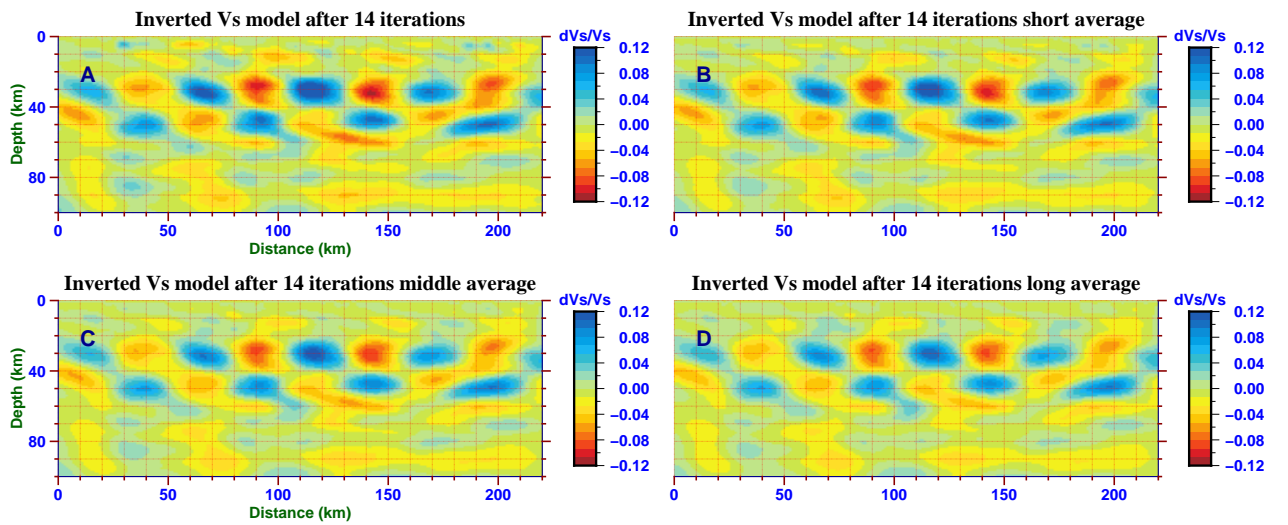 Inverted Vs model after 14 iterations
A
dVs/Vs
0.12
0.08
0.04
0.00
−0.04
−0.08
−0.12
0
40
80
Depth (km)
0 50 100 150 200
Distance (km)
Inverted Vs model after 14 iterations short average
B
dVs/Vs
0.12
0.08
0.04
0.00
−0.04
−0.08
−0.12
0
40
80
0 50 100 150 200
Inverted Vs model after 14 iterations middle average
C
dVs/Vs
0.12
0.08
0.04
0.00
−0.04
−0.08
−0.12
0
40
80
Depth (km)
0 50 100 150 200
Distance (km)
Inverted Vs model after 14 iterations long average
D
dVs/Vs
0.12
0.08
0.04
0.00
−0.04
−0.08
−0.12
0
40
80
0 50 100 150 200